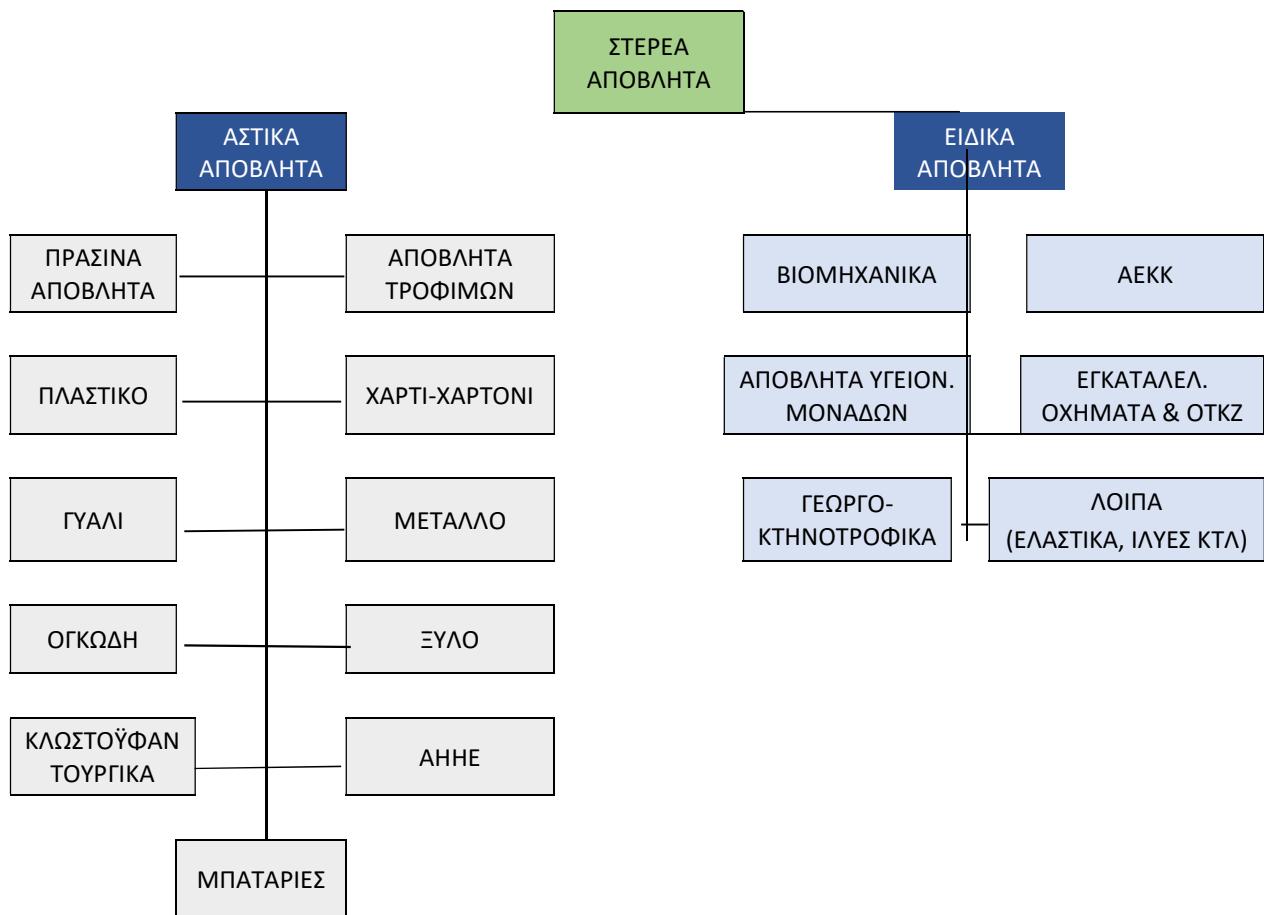 ΣΤΕΡΕΑ
ΑΠΟΒΛΗΤΑ
ΑΣΤΙΚΑ
ΑΠΟΒΛΗΤΑ
ΕΙΔΙΚΑ
ΑΠΟΒΛΗΤΑ
ΠΡΑΣΙΝΑ
ΑΠΟΒΛΗΤΑ
ΑΠΟΒΛΗΤΑ
ΤΡΟΦΙΜΩΝ
ΒΙΟΜΗΧΑΝΙΚΑ
ΑΕΚΚ
ΠΛΑΣΤΙΚΟ
ΧΑΡΤΙ-ΧΑΡΤΟΝΙ
ΑΠΟΒΛΗΤΑ ΥΓΕΙΟΝ.
ΜΟΝΑΔΩΝ
ΕΓΚΑΤΑΛΕΛ.
ΟΧΗΜΑΤΑ & ΟΤΚΖ
ΓΥΑΛΙ
ΜΕΤΑΛΛΟ
ΓΕΩΡΓΟ-
ΚΤΗΝΟΤΡΟΦΙΚΑ
ΛΟΙΠΑ
(ΕΛΑΣΤΙΚΑ, ΙΛΥΕΣ ΚΤΛ)
ΟΓΚΩΔΗ
ΞΥΛΟ
ΚΛΩΣΤΟΫΦΑΝ
ΤΟΥΡΓΙΚΑ
ΑΗΗΕ
ΜΠΑΤΑΡΙΕΣ